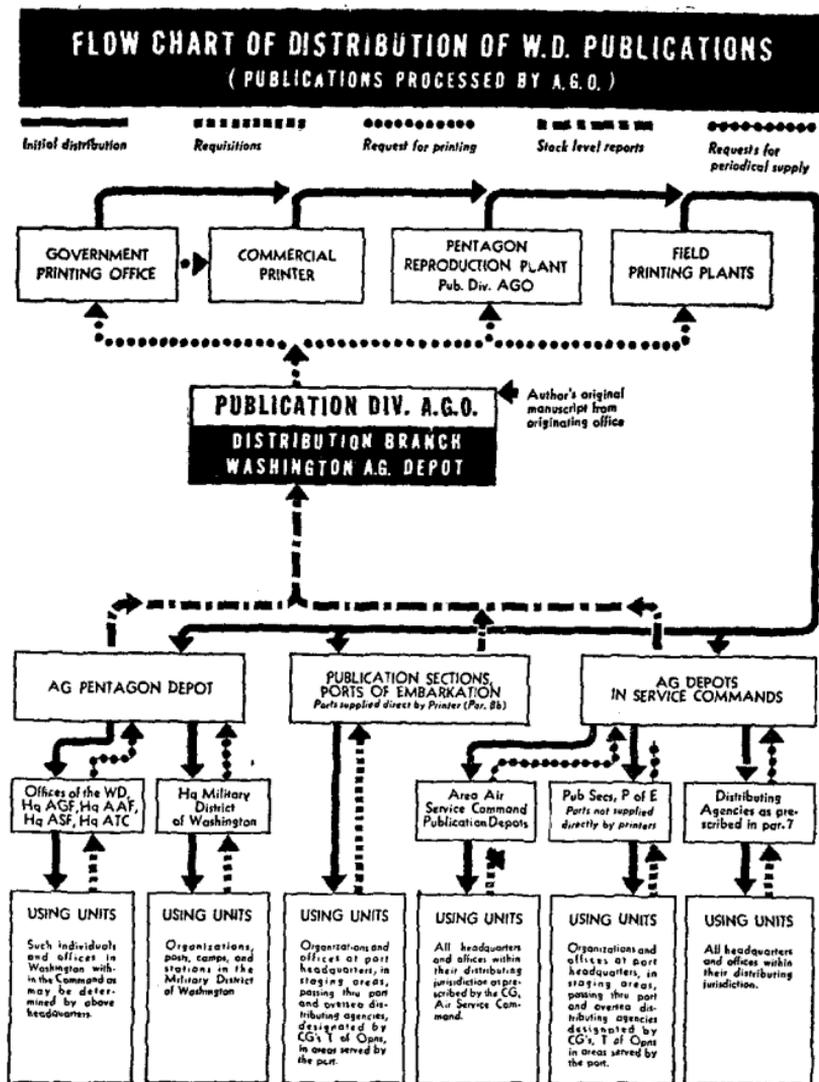 FLOW CHART OF DISTRIBUTION OF W.D. PUBLICATIONS
( PUBLICATIONS PROCESSED BY A.G.O. )
Initial distribution
Requisitions
Request for printing
Stock level reports
Requests for
periodical supply
GOVERNMENT
PRINTING OFFICE
COMMERCIAL
PRINTER
PENTAGON
REPRODUCTION PLANT
Pub. Div. AGO
FIELD
PRINTING PLANTS
PUBLICATION DIV. A.G.O.
DISTRIBUTION BRANCH
WASHINGTON A.G. DEPOT
Author's original
manuscript from
originating office
AG PENTAGON DEPOT
PUBLICATION SECTIONS,
PORTS OF EMBARKATION
Ports supplied direct by Printer (Par. 8b)
AG DEPOTS
IN SERVICE COMMANDS
Offices of the WD,
Hq AGF, Hq AAF,
Hq ASF, Hq ATC
Hq Military
District
of Washington
Area Air
Service Command
Publication Depots
Pub Secs, P of E
Ports not supplied
directly by printers
Distributing
Agencies as pre-
scribed in par. 7
USING UNITS
Such individuals
and offices in
Washington with-
in the Command as
may be deter-
mined by above
headquarters.
USING UNITS
Organizations,
posts, camps, and
stations in the
Military District
of Washington
USING UNITS
Organizations and
offices at port
headquarters, in
staging areas,
passing thru port
and oversea dis-
tributing agencies,
designated by
CG's T of Opns,
in areas served by
the port.
USING UNITS
All headquarters
and offices within
their distributing
jurisdiction as pre-
scribed by the CG,
Air Service Com-
mand.
USING UNITS
Organizations and
offices at port
headquarters, in
staging areas,
passing thru port
and oversea dis-
tributing agencies
designated by
CG's, T of Opns
in areas served by
the port.
USING UNITS
All headquarters
and offices within
their distributing
jurisdiction.